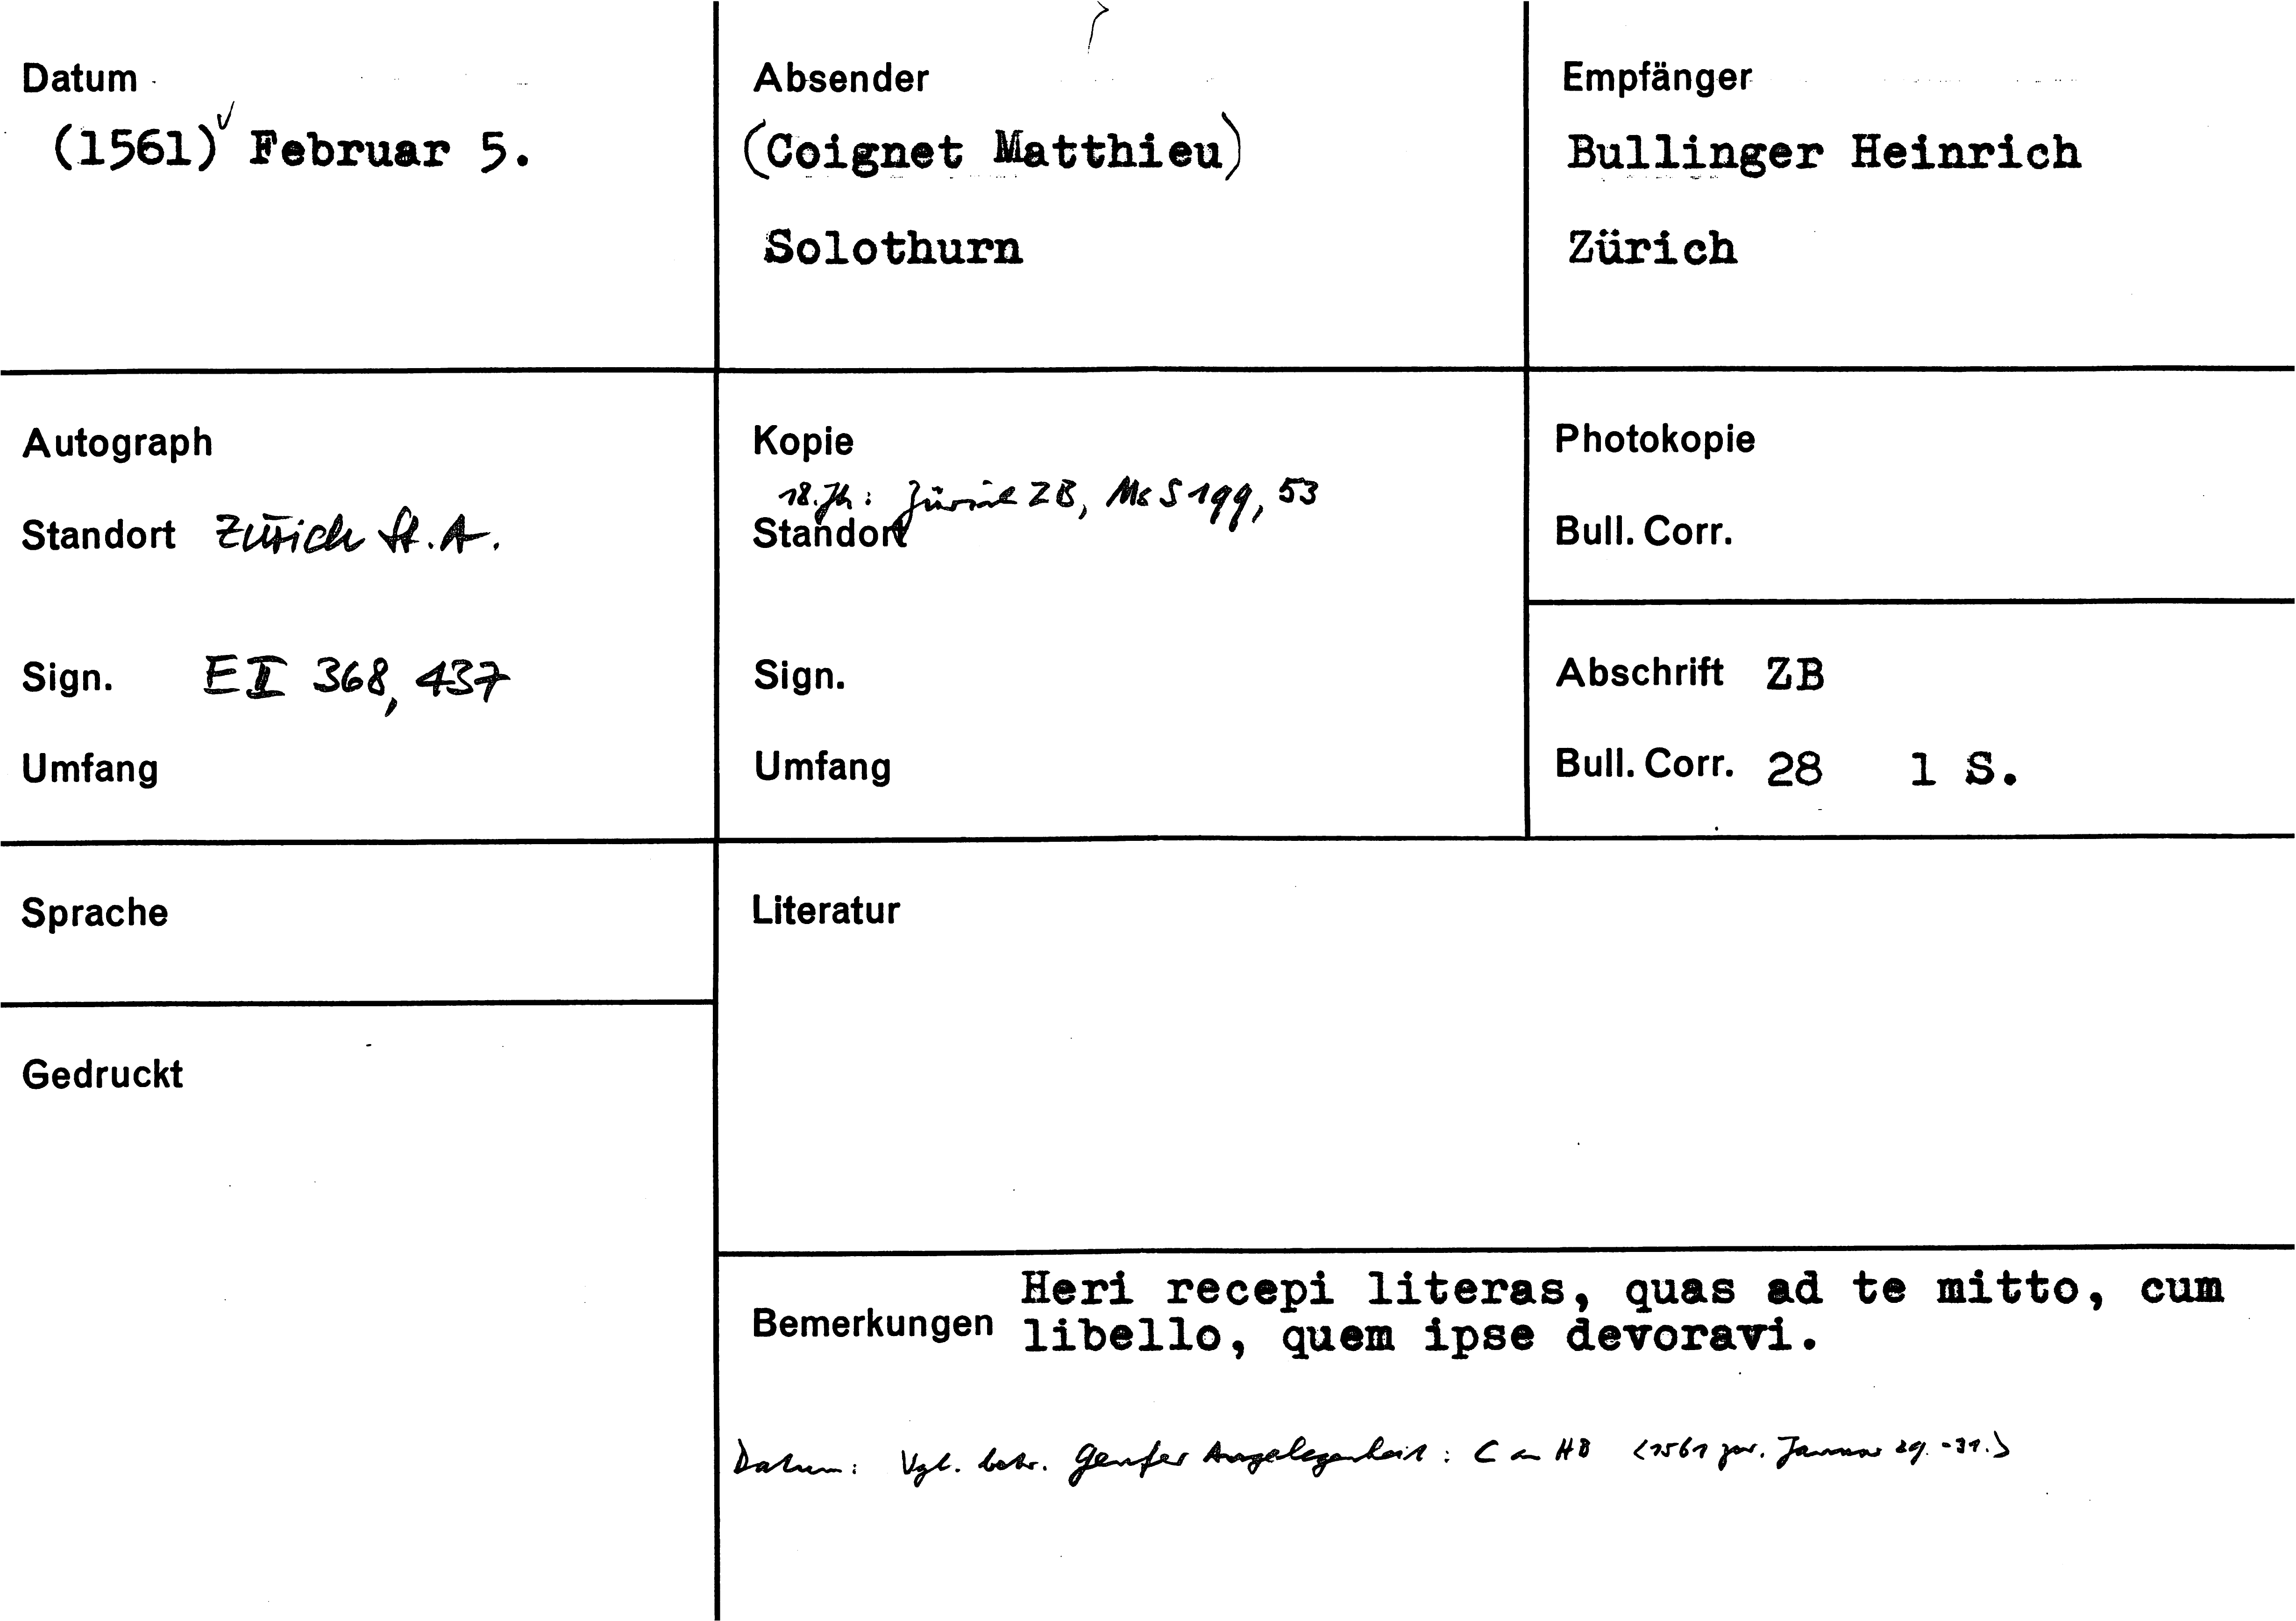 Datum
(1561) Februar 5.
Absender
(Coignet Matthieu)
Solothurn
Empfänger
Bullinger Heinrich
Zürich
Autograph
Standort Zürich St.A.
Sign. E II 368, 437
Umfang
Kopie
18. Jh: Zürich ZB, Ms S 199, 53
Standort
Sign.
Umfang
Photokopie
Bull. Corr.
Abschrift ZB
Bull. Corr. 28 1 S.
Sprache
Literatur
Gedruckt
Bemerkungen
Heri recepi literas, quas ad te mitto, cum
libello, quem ipse devoravi.
Datum: Vgl. betr. Genfer Angelegenheit: C an HB <1561 zw. Januar 29.-31.>